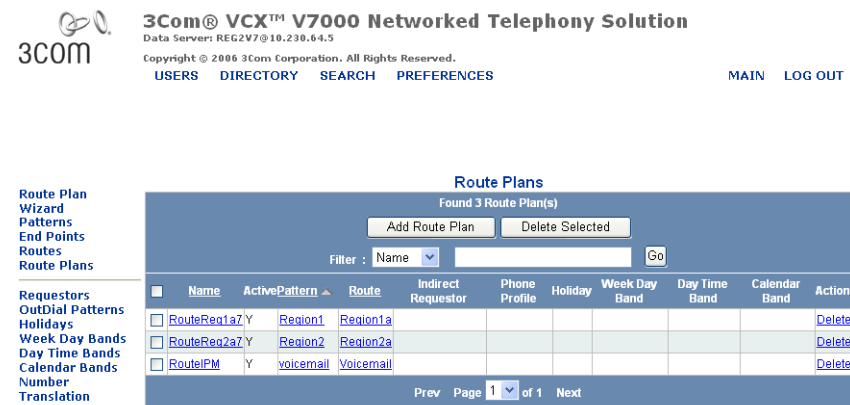 3COM
3Com® VCX™ V7000 Networked Telephony Solution
Data Server: REG2V7@10.230.64.5
Copyright © 2006 3Com Corporation. All Rights Reserved.
USERS DIRECTORY SEARCH PREFERENCES MAIN LOG OUT
Route Plan
Wizard
Patterns
End Points
Routes
Route Plans
Requestors
OutDial Patterns
Holidays
Week Day Bands
Day Time Bands
Calendar Bands
Number
Translation
Route Plans
Found 3 Route Plan(s)
Add Route Plan Delete Selected
Filter : Name Go
Name Active Pattern Route Indirect Requestor Phone Profile Holiday Week Day Band Day Time Band Calendar Band Action
RouteReg1a7 Y Region1 Region1a Delete
RouteReg2a7 Y Region2 Region2a Delete
RouteIPM Y voicemail Voicemail Delete
Prev Page 1 of 1 Next